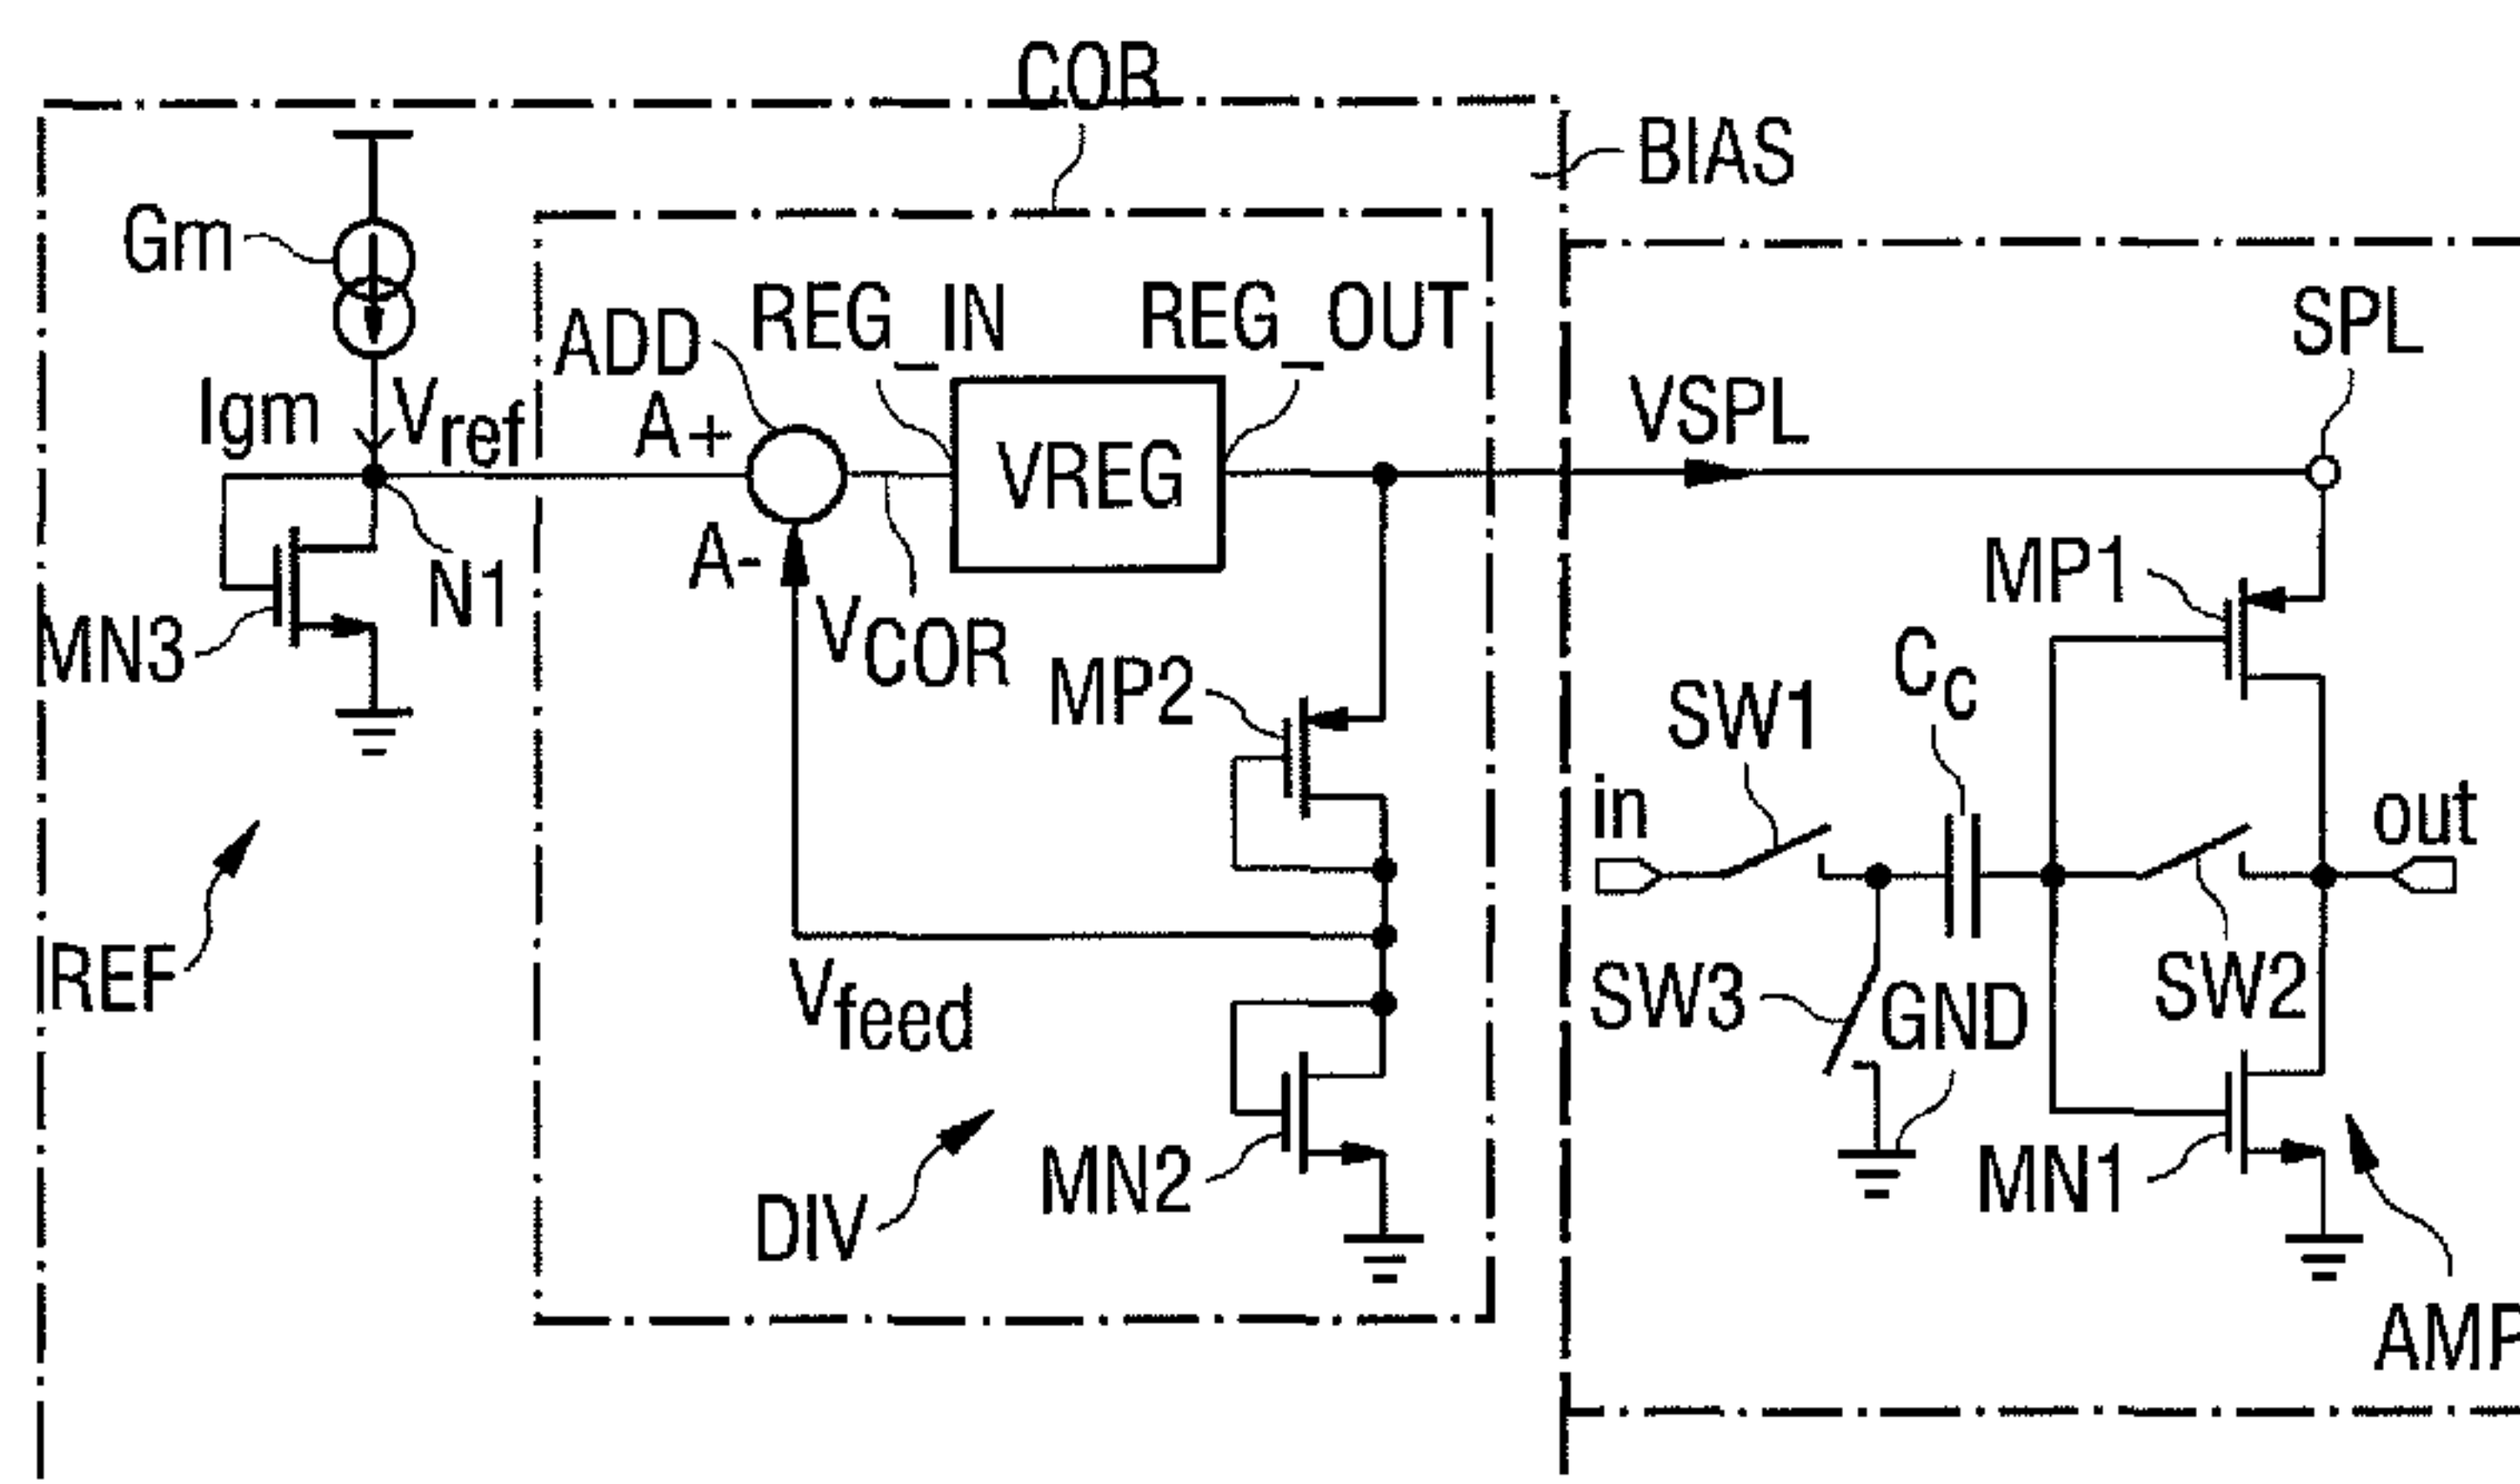 COR
BIAS
Gm
REG_IN
REG_OUT
SPL
ADD
Igm
Vref
A+
VREG
VSPL
A-
N1
MP1
MN3
VCOR
Cc
MP2
SW1
in
out
REF
Vfeed
SW3
GND
SW2
DIV
MN2
MN1
AMP